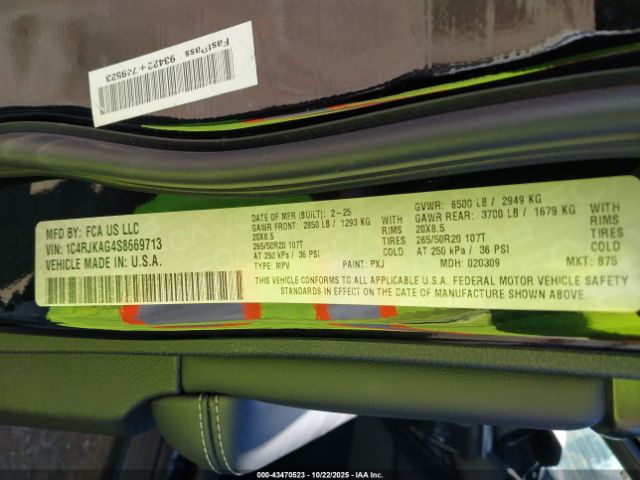 FastPass 93422+749523
MFD BY: FCA US LLC
VIN: 1C4RJKAG4S8669713
VEHICLE MADE IN U.S.A.
DATE OF MFR (BUILT): 2-25
GAWR FRONT: 2850 LB / 1293 KG WITH
20X8.5 RIMS
265/50R20 107T TIRES
AT 250 kPa / 36 PSI COLD
TYPE: MPV PAINT: PXJ
GVWR: 6500 LB / 2949 KG
GAWR REAR: 3700 LB / 1679 KG WITH
20X8.5 RIMS
265/50R20 107T TIRES
AT 250 kPa / 36 PSI COLD
MDH: 020309 MKT: 875
THIS VEHICLE CONFORMS TO ALL APPLICABLE U.S.A. FEDERAL MOTOR VEHICLE SAFETY
STANDARDS IN EFFECT ON THE DATE OF MANUFACTURE SHOWN ABOVE.
000-43470523 - 10/22/2025 - IAA Inc.